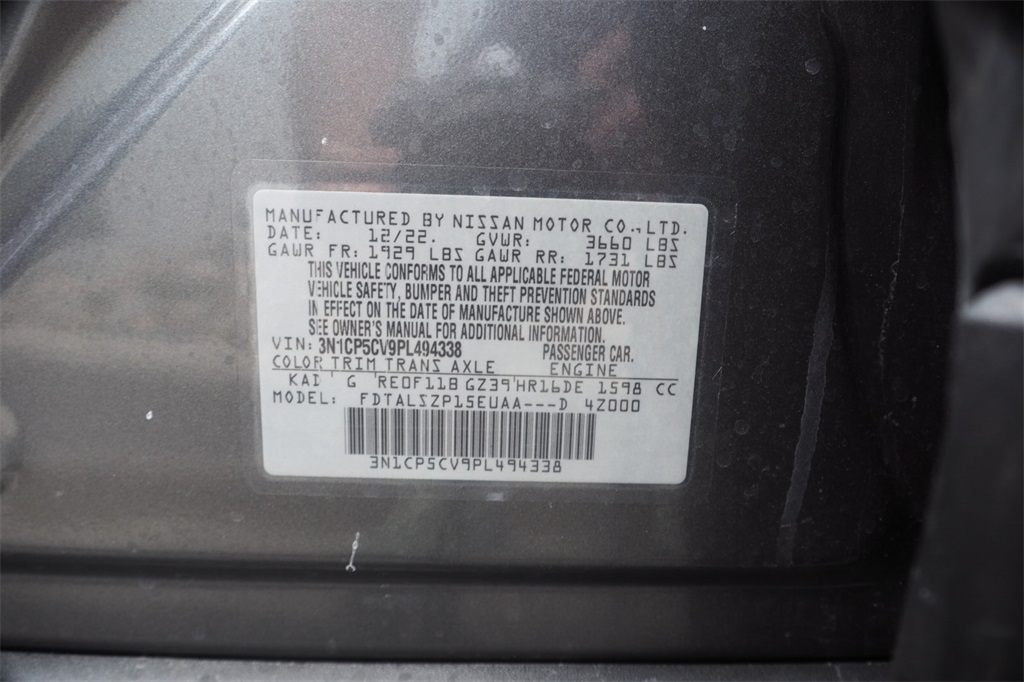 MANUFACTURED BY NISSAN MOTOR CO., LTD.
DATE: 12/22. GVWR: 3660 LBS
GAWR FR: 1929 LBS GAWR RR: 1731 LBS
THIS VEHICLE CONFORMS TO ALL APPLICABLE FEDERAL MOTOR
VEHICLE SAFETY, BUMPER AND THEFT PREVENTION STANDARDS
IN EFFECT ON THE DATE OF MANUFACTURE SHOWN ABOVE.
SEE OWNER'S MANUAL FOR ADDITIONAL INFORMATION.
VIN: 3N1CP5CV9PL494338 PASSENGER CAR.
COLOR TRIM TRANS AXLE ENGINE
KAD G RE0F11B GZ39 HR16DE 1598 CC
MODEL: FDTALSZP15EUAA---D 4Z000
3N1CP5CV9PL494338